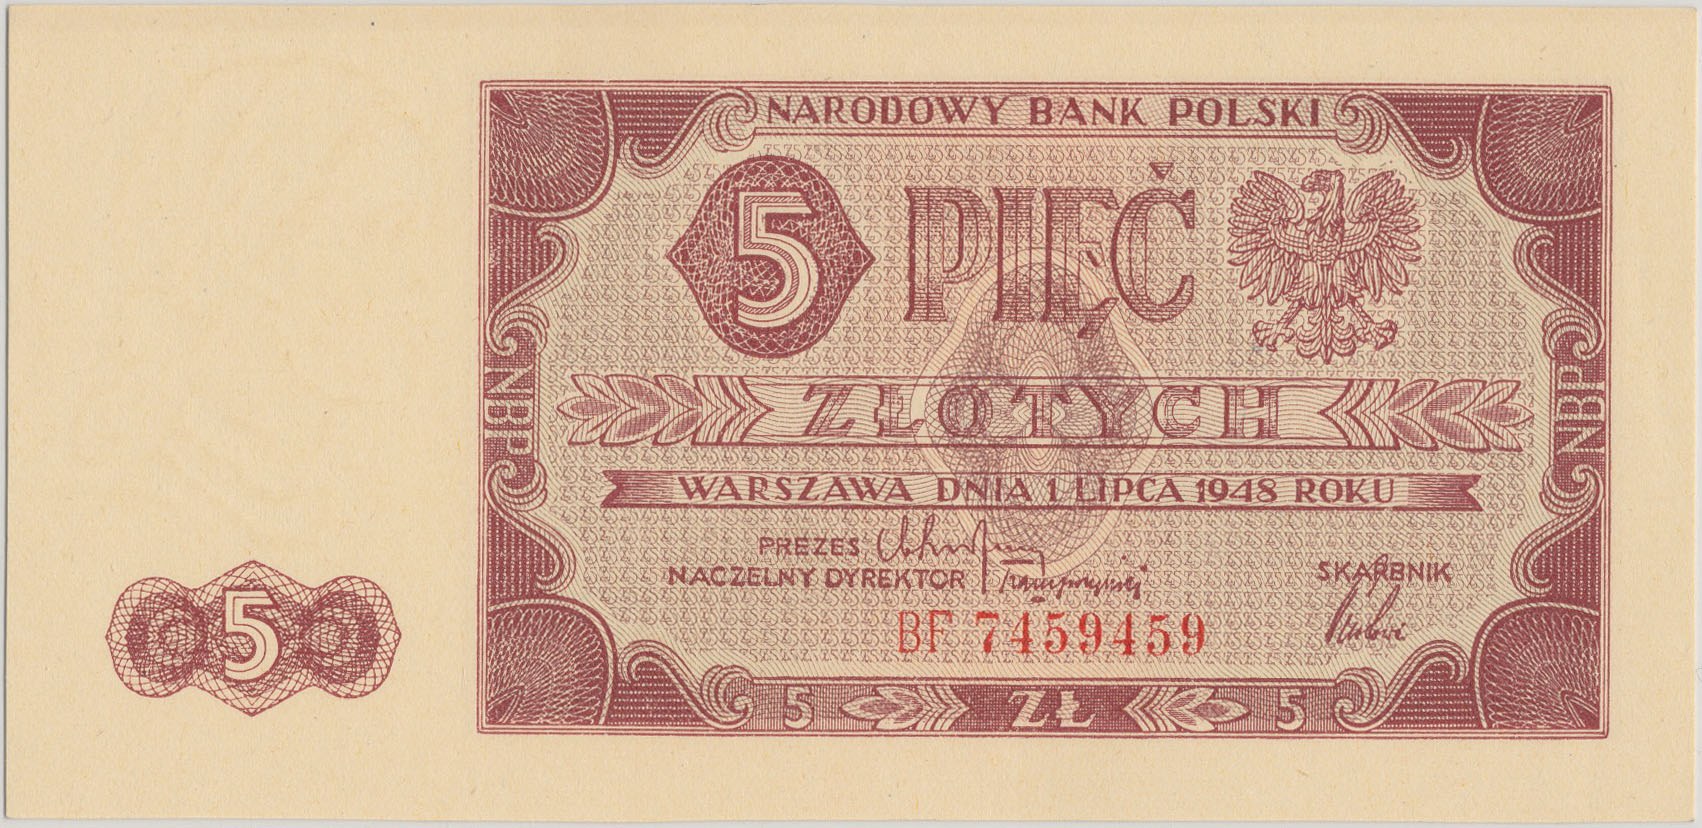 NARODOWY BANK POLSKI
5 PIĘĆ
ZŁOTYCH
WARSZAWA DNIA 1 LIPCA 1948 ROKU
PREZES
NACZELNY DYREKTOR
SKARBNIK
BF 7459459
5 ZŁ 5
NBP
NBP
5